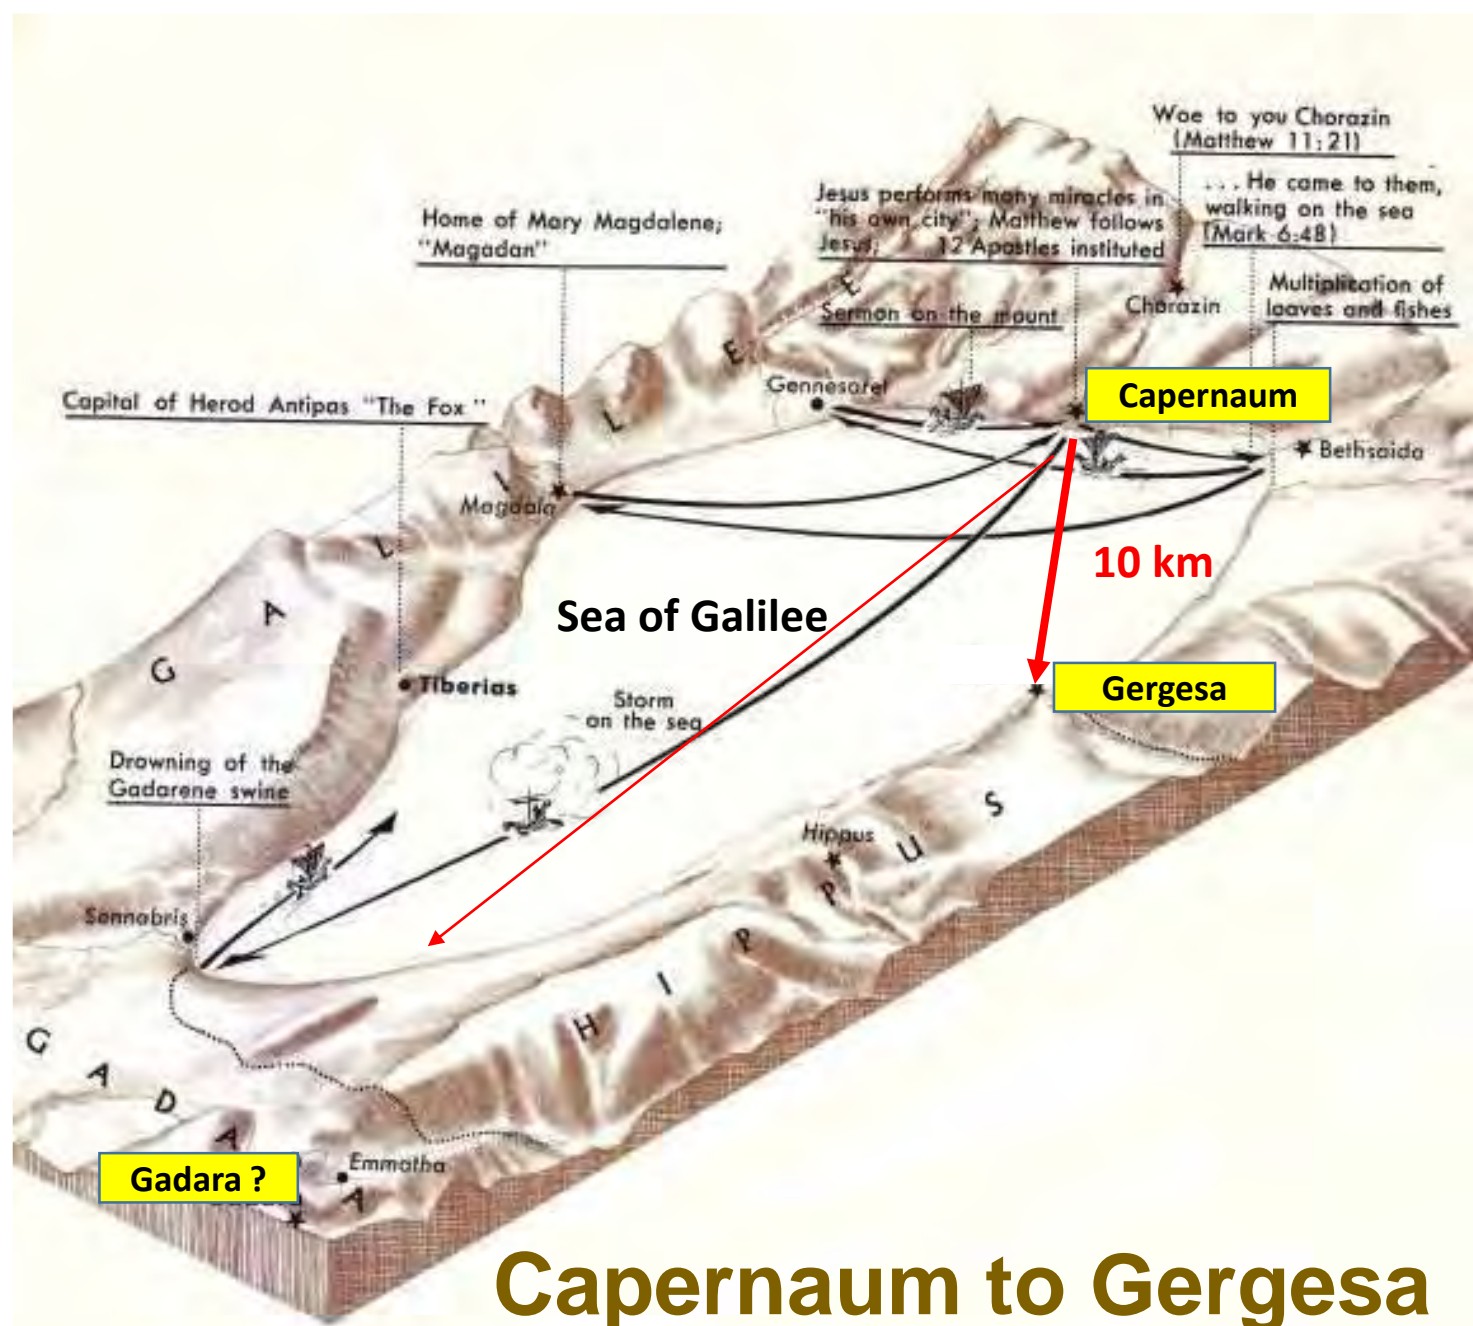 Woe to you Chorazin
(Matthew 11:21)
... He came to them,
walking on the sea
(Mark 6:48)
Jesus performs many miracles in
"his own city"; Matthew follows
Jesus; 12 Apostles instituted
Home of Mary Magdalene;
"Magadan"
Multiplication of
loaves and fishes
Chorazin
Sermon on the mount
Gennesaret
Capernaum
Capital of Herod Antipas "The Fox"
Bethsaida
Magdala
10 km
Sea of Galilee
GALILEE
Tiberias
Gergesa
Storm
on the sea
Drowning of the
Gadarene swine
Hippus
HIPPUS
Sennabris
GADARA
Emmatha
Gadara ?
Capernaum to Gergesa